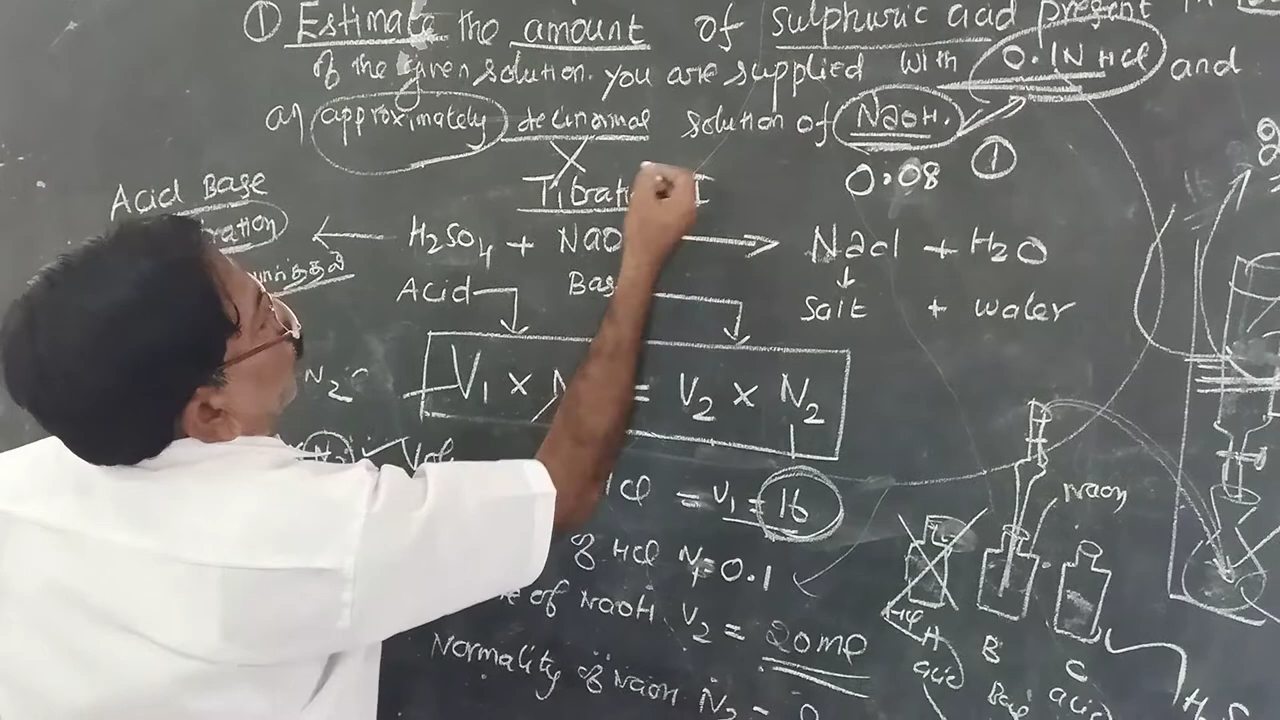 ① Estimate the amount of sulphuric acid present in
of the given solution. you are supplied with 0.1N HCl and
an approximately decinormal solution of NaOH.
0.08 ①
Acid Base
H₂SO₄ + NaO → NaCl + H₂O
Acid Base Salt + water
V₁ × = V₂ × N₂
Vol
= V₁ = 16
NaOH
of HCl N₁ = 0.1
of NaOH V₂ = 20ml
Normality of NaOH N₂ =
A B C
acid Base acid